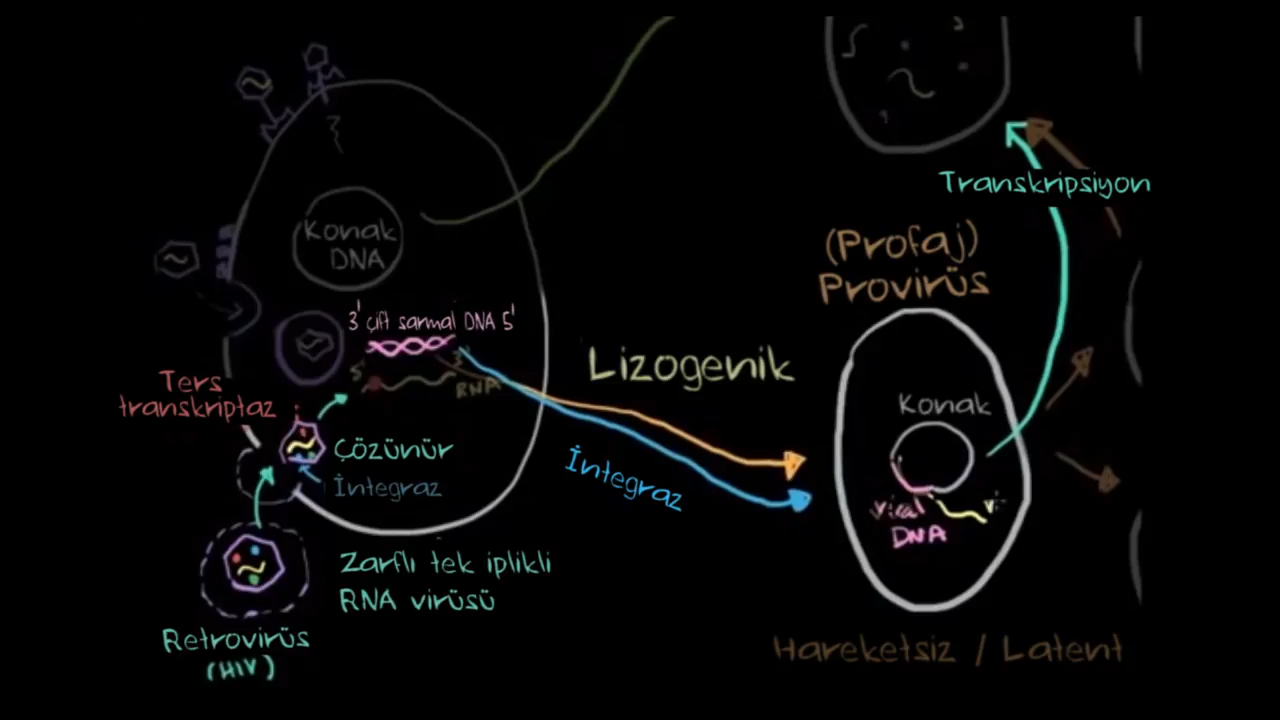 Konak
DNA
3' çift sarmal DNA 5'
5'
3'
RNA
Ters
transkriptaz
Çözünür
İntegraz
Zarflı tek iplikli
RNA virüsü
Retrovirüs
(HIV)
Lizogenik
İntegraz
Transkripsiyon
(Profaj)
Provirüs
Konak
viral
DNA
Hareketsiz / Latent